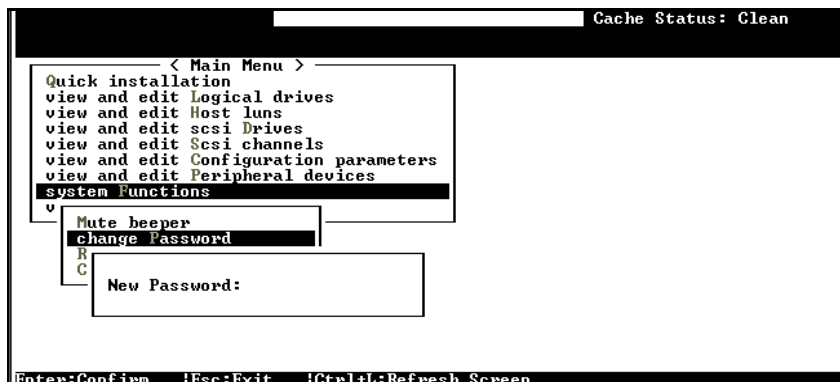 Cache Status: Clean
< Main Menu >
Quick installation
view and edit Logical drives
view and edit Host luns
view and edit scsi Drives
view and edit Scsi channels
view and edit Configuration parameters
view and edit Peripheral devices
system Functions
v
Mute beeper
change Password
R
C
New Password:
Enter:Confirm |Esc:Exit |Ctrl+L:Refresh Screen